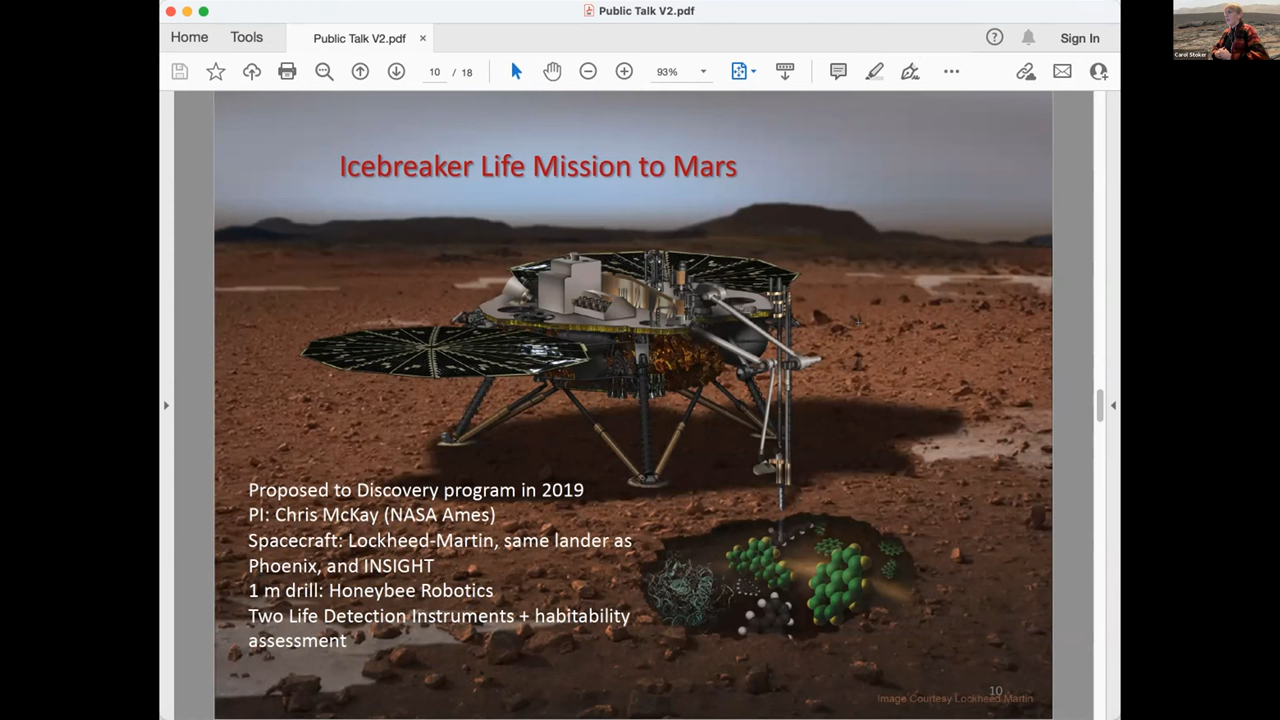 Public Talk V2.pdf
Home
Tools
Public Talk V2.pdf
×
?
Sign In
10 / 18
93%
Carol Stoker
Icebreaker Life Mission to Mars
Proposed to Discovery program in 2019
PI: Chris McKay (NASA Ames)
Spacecraft: Lockheed-Martin, same lander as
Phoenix, and INSIGHT
1 m drill: Honeybee Robotics
Two Life Detection Instruments + habitability
assessment
10
Image Courtesy Lockheed Martin